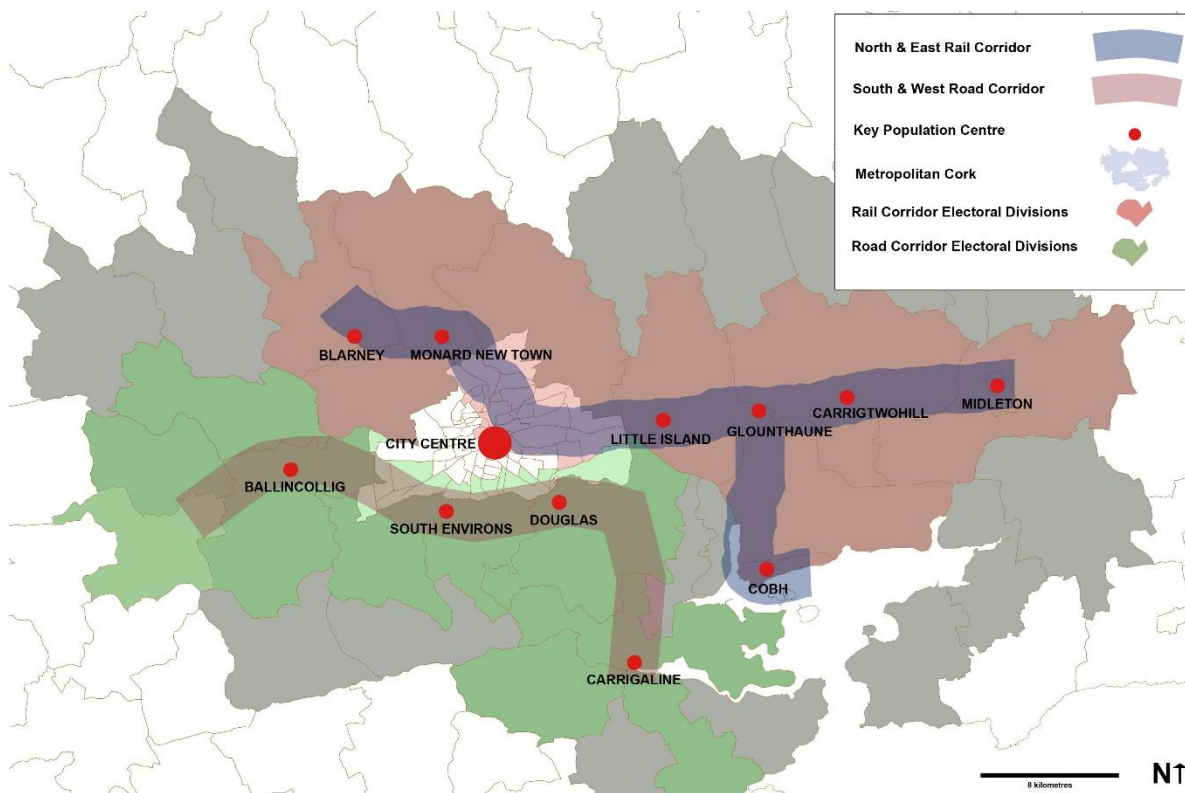 North & East Rail Corridor
South & West Road Corridor
Key Population Centre
Metropolitan Cork
Rail Corridor Electoral Divisions
Road Corridor Electoral Divisions
BLARNEY
MONARD NEW TOWN
MIDLETON
CARRIGTWOHILL
GLOUNTHAUNE
LITTLE ISLAND
CITY CENTRE
BALLINCOLLIG
DOUGLAS
SOUTH ENVIRONS
COBH
CARRIGALINE
8 kilometres
N↑